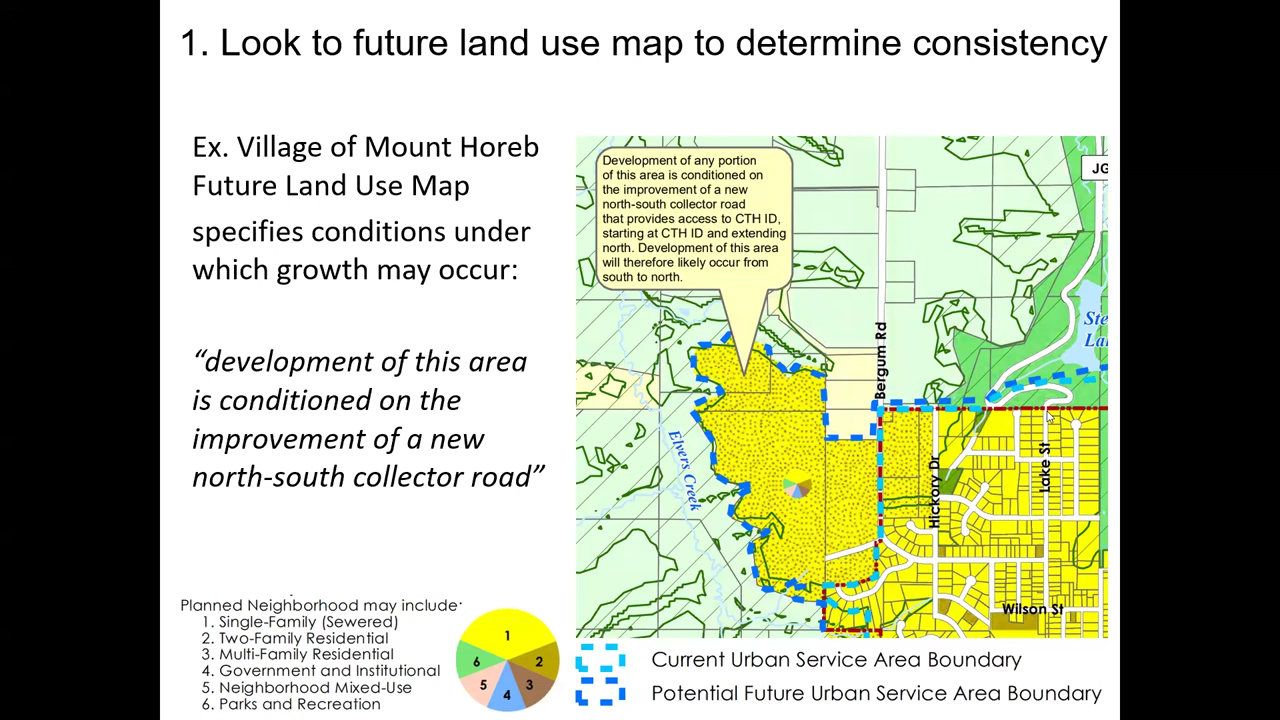 1. Look to future land use map to determine consistency
Ex. Village of Mount Horeb
Future Land Use Map
specifies conditions under
which growth may occur:
“development of this area
is conditioned on the
improvement of a new
north-south collector road”
Development of any portion
of this area is conditioned on
the improvement of a new
north-south collector road
that provides access to CTH ID,
starting at CTH ID and extending
north. Development of this area
will therefore likely occur from
south to north.
JG
Bergum Rd
Elvers Creek
Hickory Dr
Lake St
Wilson St
Planned Neighborhood may include:
1. Single-Family (Sewered)
2. Two-Family Residential
3. Multi-Family Residential
4. Government and Institutional
5. Neighborhood Mixed-Use
6. Parks and Recreation
1
2
3
4
5
6
Current Urban Service Area Boundary
Potential Future Urban Service Area Boundary